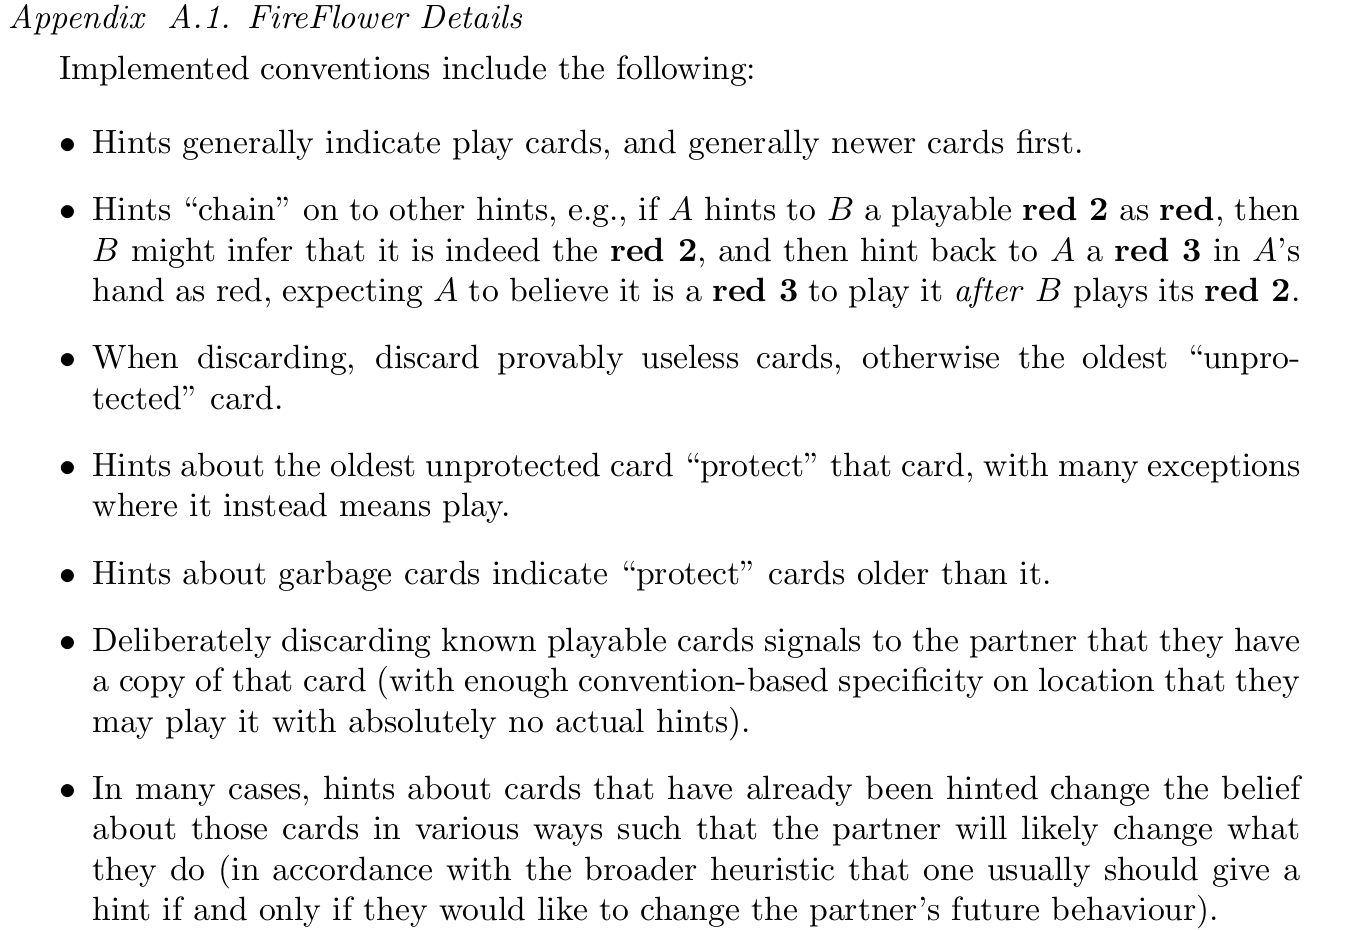 Appendix A.1. FireFlower Details
Implemented conventions include the following:
• Hints generally indicate play cards, and generally newer cards first.
• Hints “chain” on to other hints, e.g., if A hints to B a playable red 2 as red, then
B might infer that it is indeed the red 2, and then hint back to A a red 3 in A’s
hand as red, expecting A to believe it is a red 3 to play it after B plays its red 2.
• When discarding, discard provably useless cards, otherwise the oldest “unpro-
tected” card.
• Hints about the oldest unprotected card “protect” that card, with many exceptions
where it instead means play.
• Hints about garbage cards indicate “protect” cards older than it.
• Deliberately discarding known playable cards signals to the partner that they have
a copy of that card (with enough convention-based specificity on location that they
may play it with absolutely no actual hints).
• In many cases, hints about cards that have already been hinted change the belief
about those cards in various ways such that the partner will likely change what
they do (in accordance with the broader heuristic that one usually should give a
hint if and only if they would like to change the partner’s future behaviour).